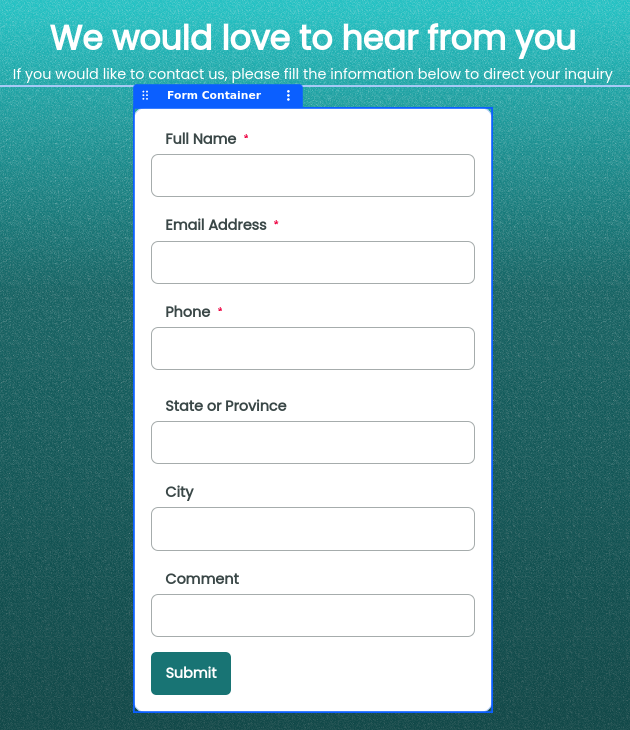 We would love to hear from you
If you would like to contact us, please fill the information below to direct your inquiry
Form Container
Full Name *
Email Address *
Phone *
State or Province
City
Comment
Submit